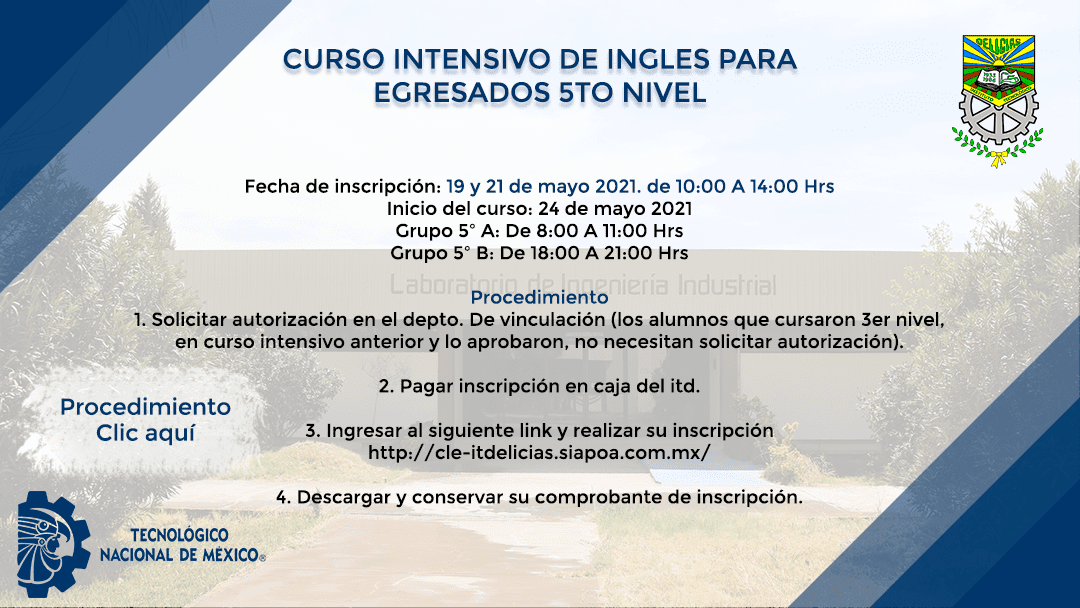 CURSO INTENSIVO DE INGLES PARA
EGRESADOS 5TO NIVEL
DELICIAS
Fecha de inscripción: 19 y 21 de mayo 2021. de 10:00 A 14:00 Hrs
Inicio del curso: 24 de mayo 2021
Grupo 5° A: De 8:00 A 11:00 Hrs
Grupo 5° B: De 18:00 A 21:00 Hrs
Laboratorio de Ingeniería Industrial
Procedimiento
1. Solicitar autorización en el depto. De vinculación (los alumnos que cursaron 3er nivel,
en curso intensivo anterior y lo aprobaron, no necesitan solicitar autorización).
2. Pagar inscripción en caja del itd.
Procedimiento
Clic aquí
3. Ingresar al siguiente link y realizar su inscripción
http://cle-itdelicias.siapoa.com.mx/
4. Descargar y conservar su comprobante de inscripción.
TECNOLÓGICO
NACIONAL DE MÉXICO®